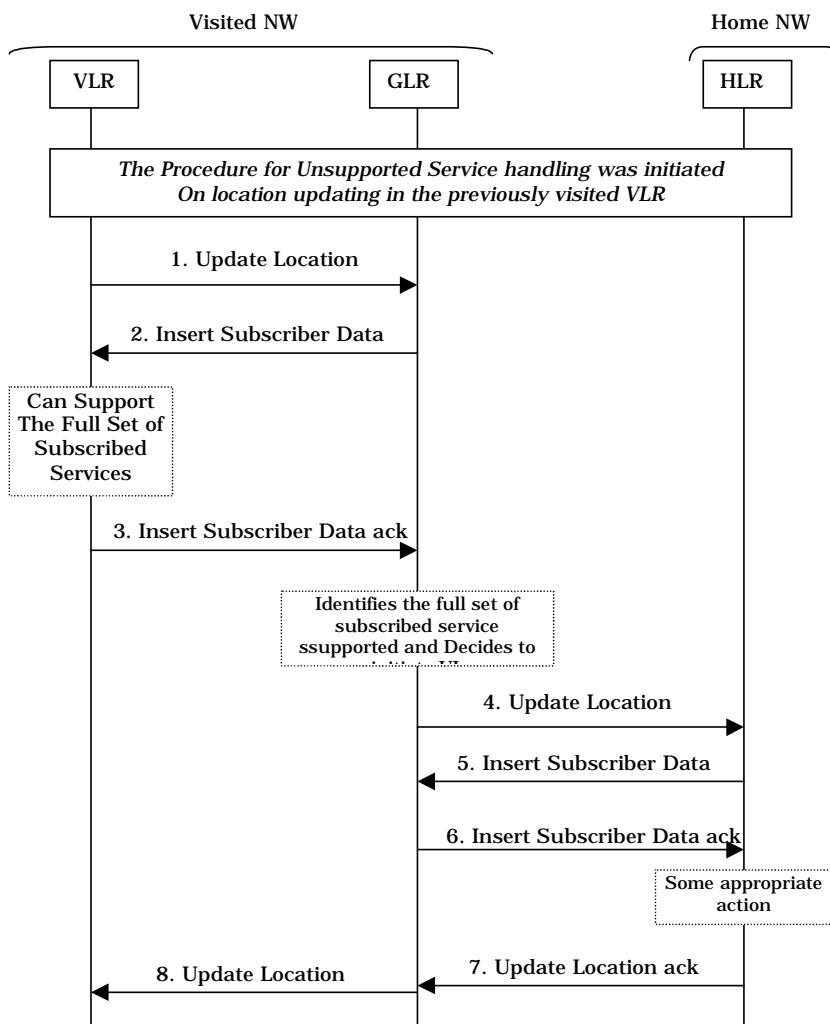 Visited NW
Home NW
VLR
GLR
HLR
The Procedure for Unsupported Service handling was initiated
On location updating in the previously visited VLR
1. Update Location
2. Insert Subscriber Data
Can Support
The Full Set of
Subscribed
Services
3. Insert Subscriber Data ack
Identifies the full set of
subscribed service
ssupported and Decides to
4. Update Location
5. Insert Subscriber Data
6. Insert Subscriber Data ack
Some appropriate
action
7. Update Location ack
8. Update Location